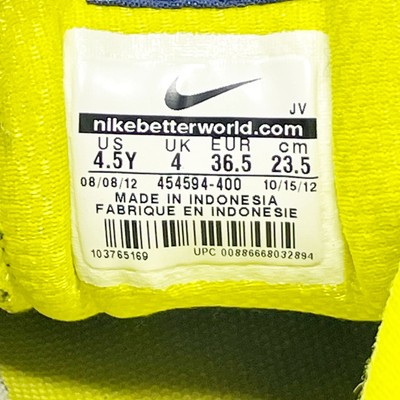 JV
nikebetterworld.com
US UK EUR cm
4.5Y 4 36.5 23.5
08/08/12 454594-400 10/15/12
MADE IN INDONESIA
FABRIQUE EN INDONESIE
103765169 UPC 00886668032894